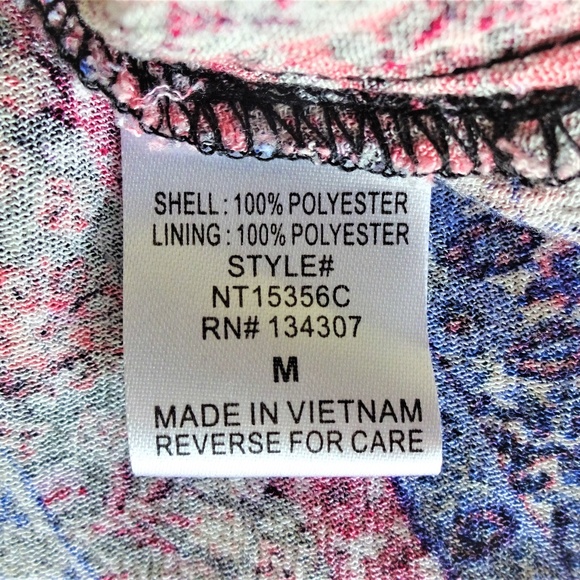 SHELL: 100% POLYESTER
LINING: 100% POLYESTER
STYLE#
NT15356C
RN# 134307
M
MADE IN VIETNAM
REVERSE FOR CARE